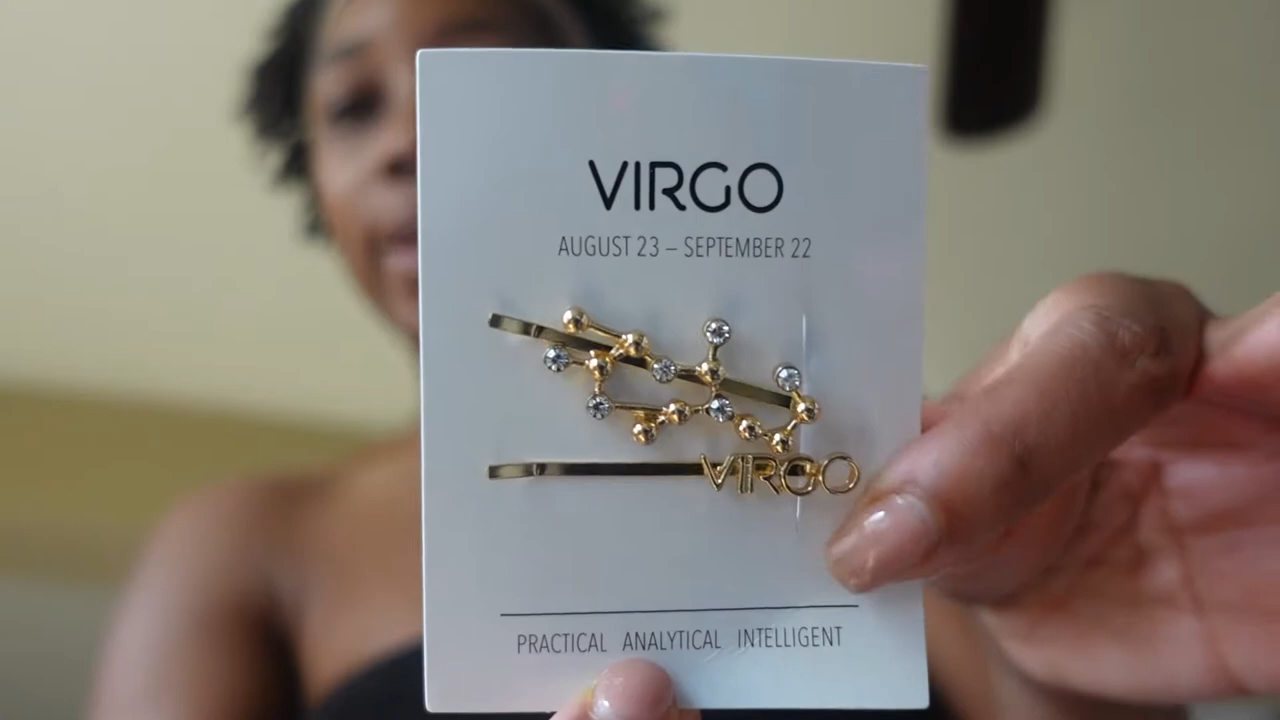 VIRGO
AUGUST 23 – SEPTEMBER 22
VIRGO
PRACTICAL ANALYTICAL INTELLIGENT